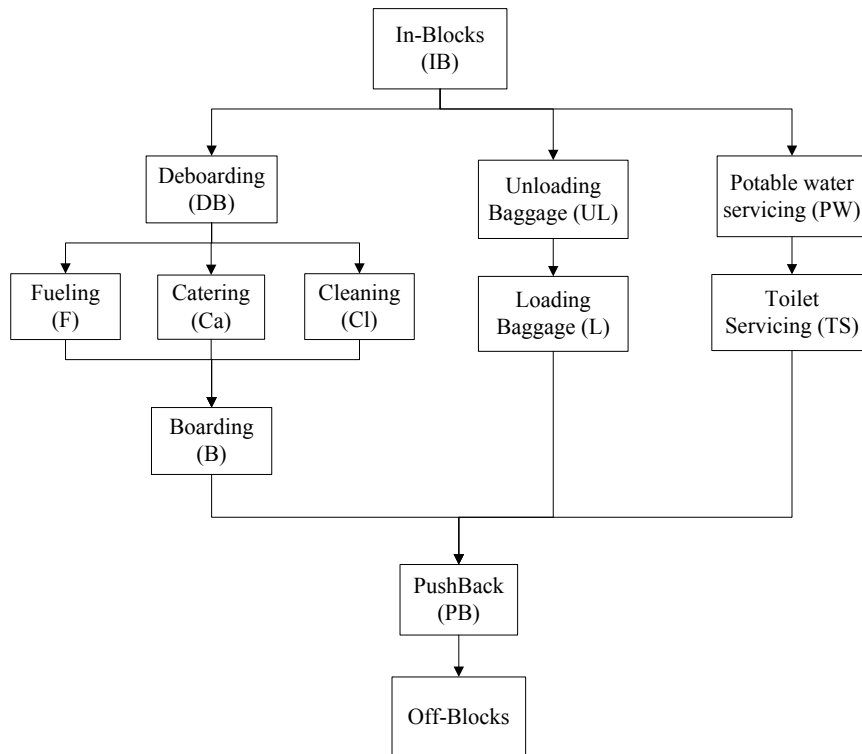 In-Blocks
(IB)
Deboarding
(DB)
Unloading
Baggage (UL)
Potable water
servicing (PW)
Fueling
(F)
Catering
(Ca)
Cleaning
(Cl)
Loading
Baggage (L)
Toilet
Servicing (TS)
Boarding
(B)
PushBack
(PB)
Off-Blocks